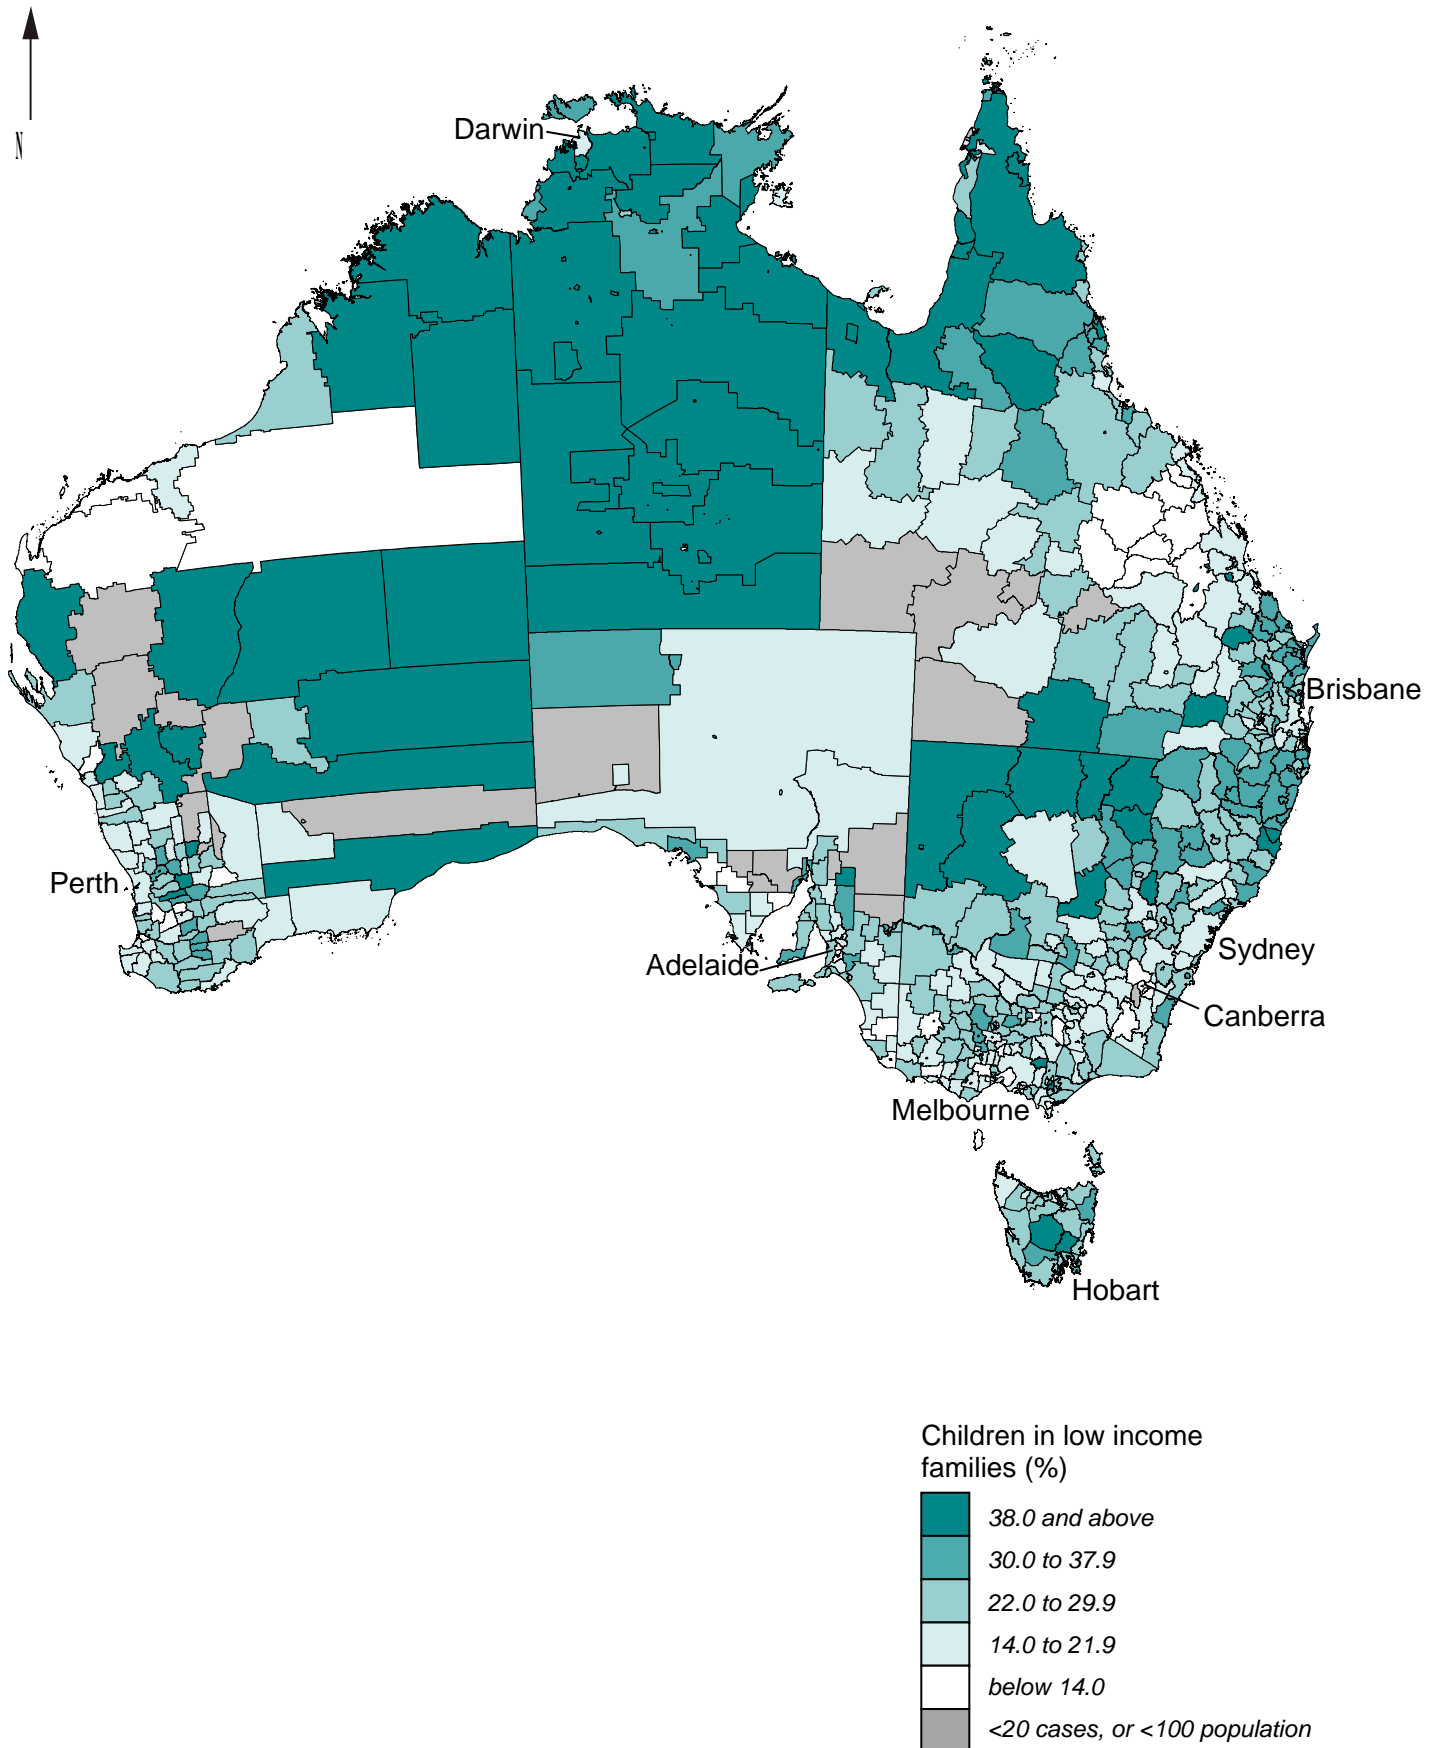 N
Darwin
Brisbane
Perth
Sydney
Adelaide
Canberra
Melbourne
Hobart
Children in low income
families (%)
38.0 and above
30.0 to 37.9
22.0 to 29.9
14.0 to 21.9
below 14.0
<20 cases, or <100 population